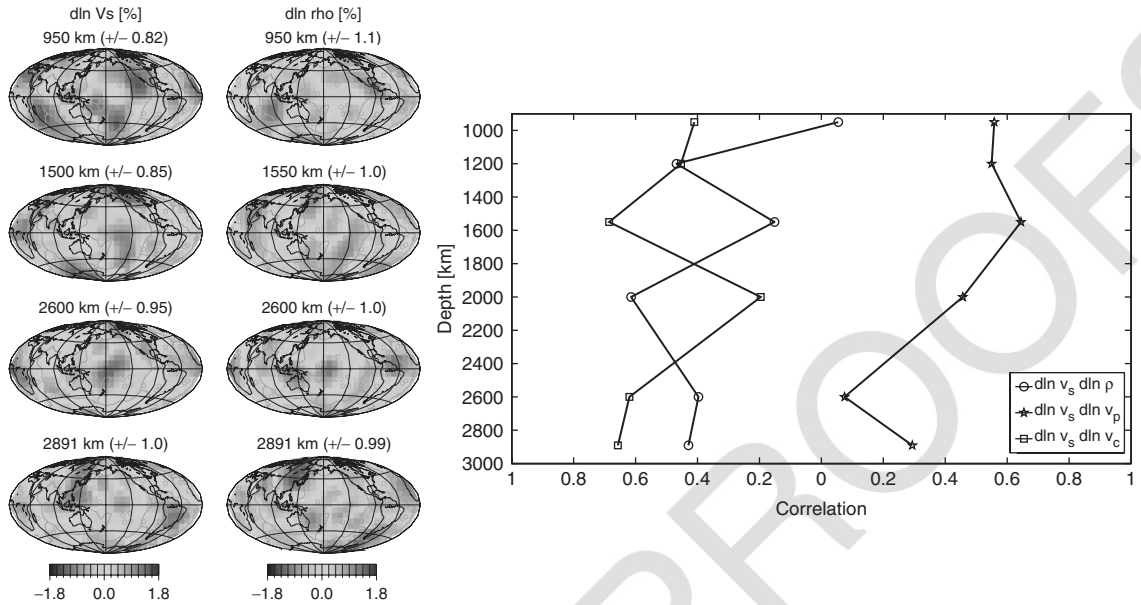 dln Vs [%]
dln rho [%]
950 km (+/− 0.82)
950 km (+/− 1.1)
1500 km (+/− 0.85)
1550 km (+/− 1.0)
2600 km (+/− 0.95)
2600 km (+/− 1.0)
2891 km (+/− 1.0)
2891 km (+/− 0.99)
−1.8 0.0 1.8
−1.8 0.0 1.8
Depth [km]
1000
1200
1400
1600
1800
2000
2200
2400
2600
2800
3000
1 0.8 0.6 0.4 0.2 0 0.2 0.4 0.6 0.8 1
Correlation
dln vs dln ρ
dln vs dln vp
dln vs dln vc
PROOFS